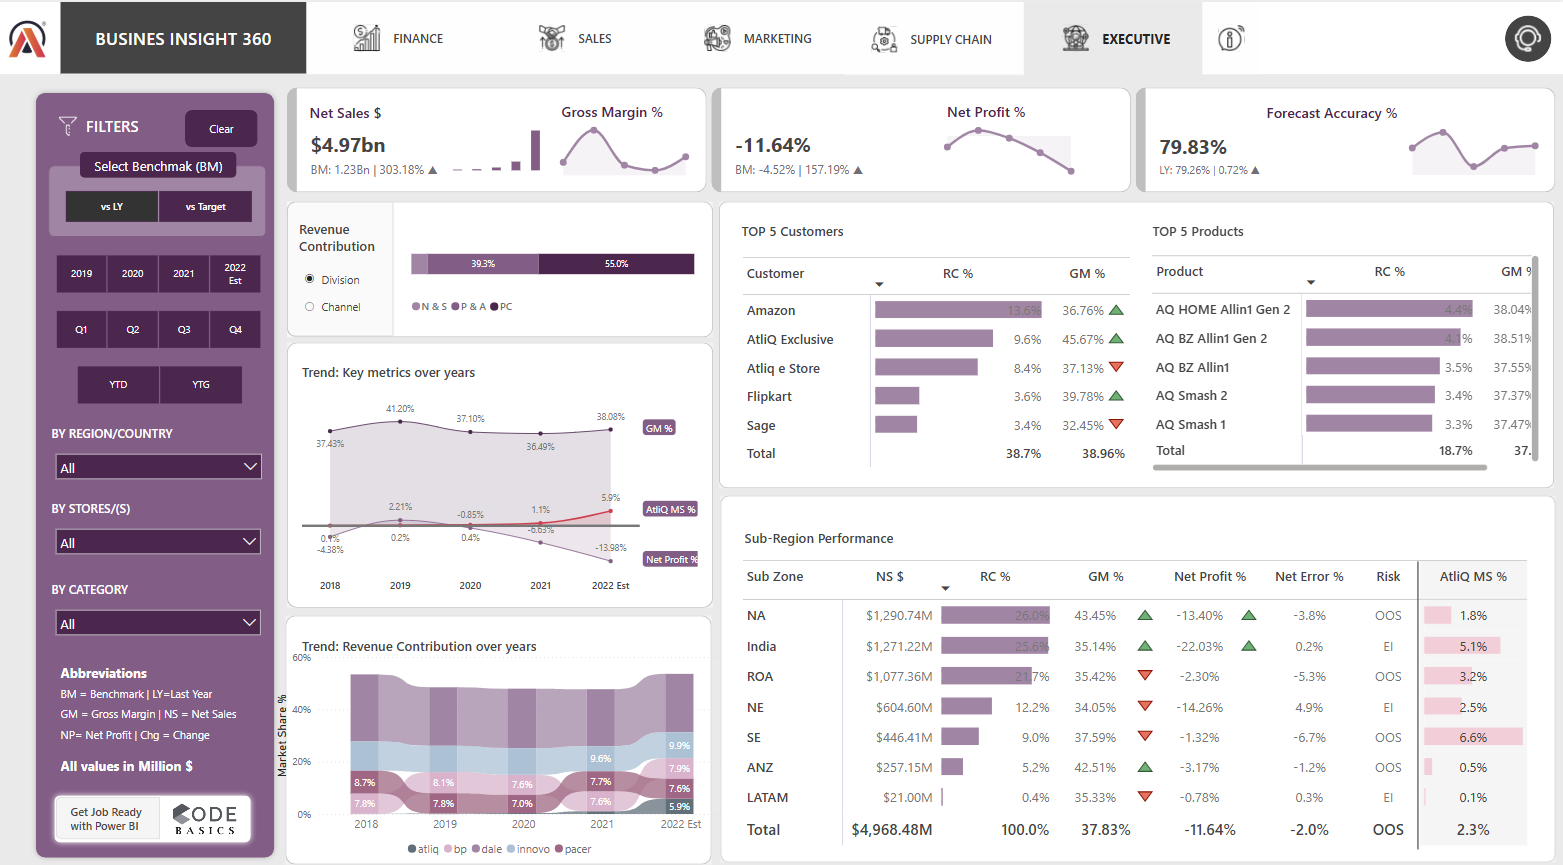 BUSINES INSIGHT 360
FINANCE
SALES
MARKETING
SUPPLY CHAIN
EXECUTIVE
FILTERS
Clear
Select Benchmak (BM)
vs LY
vs Target
2019
2020
2021
2022 Est
Q1
Q2
Q3
Q4
YTD
YTG
BY REGION/COUNTRY
All
BY STORES/(S)
All
BY CATEGORY
All
Abbreviations
BM = Benchmark | LY=Last Year
GM = Gross Margin | NS = Net Sales
NP= Net Profit | Chg = Change
All values in Million $
Get Job Ready
with Power BI
CODE
BASICS
Net Sales $
$4.97bn
BM: 1.23Bn | 303.18% ▲
Gross Margin %
Net Profit %
-11.64%
BM: -4.52% | 157.19% ▲
Forecast Accuracy %
79.83%
LY: 79.26% | 0.72% ▲
Revenue
Contribution
Division
Channel
39.3%
55.0%
N & S P & A PC
Trend: Key metrics over years
37.43%
41.20%
37.10%
36.49%
38.08%
GM %
2.21%
-0.85%
1.1%
5.9%
AtliQ MS %
0.1%
-4.38%
0.2%
0.4%
-6.63%
-13.98%
Net Profit %
2018 2019 2020 2021 2022 Est
Trend: Revenue Contribution over years
Market Share %
60%
40%
20%
0%
8.7%
7.8%
8.1%
7.8%
7.6%
7.0%
9.6%
7.7%
7.6%
9.9%
7.9%
7.6%
5.9%
2018 2019 2020 2021 2022 Est
atliq bp dale innovo pacer
TOP 5 Customers
Customer RC % GM %
Amazon 13.6% 36.76%
AtliQ Exclusive 9.6% 45.67%
Atliq e Store 8.4% 37.13%
Flipkart 3.6% 39.78%
Sage 3.4% 32.45%
Total 38.7% 38.96%
TOP 5 Products
Product RC % GM %
AQ HOME Allin1 Gen 2 4.4% 38.04%
AQ BZ Allin1 Gen 2 4.1% 38.51%
AQ BZ Allin1 3.5% 37.55%
AQ Smash 2 3.4% 37.37%
AQ Smash 1 3.3% 37.47%
Total 18.7% 37.
Sub-Region Performance
Sub Zone NS $ RC % GM % Net Profit % Net Error % Risk AtliQ MS %
NA $1,290.74M 26.0% 43.45% -13.40% -3.8% OOS 1.8%
India $1,271.22M 25.6% 35.14% -22.03% 0.2% EI 5.1%
ROA $1,077.36M 21.7% 35.42% -2.30% -5.3% OOS 3.2%
NE $604.60M 12.2% 34.05% -14.26% 4.9% EI 2.5%
SE $446.41M 9.0% 37.59% -1.32% -6.7% OOS 6.6%
ANZ $257.15M 5.2% 42.51% -3.17% -1.2% OOS 0.5%
LATAM $21.00M 0.4% 35.33% -0.78% 0.3% EI 0.1%
Total $4,968.48M 100.0% 37.83% -11.64% -2.0% OOS 2.3%